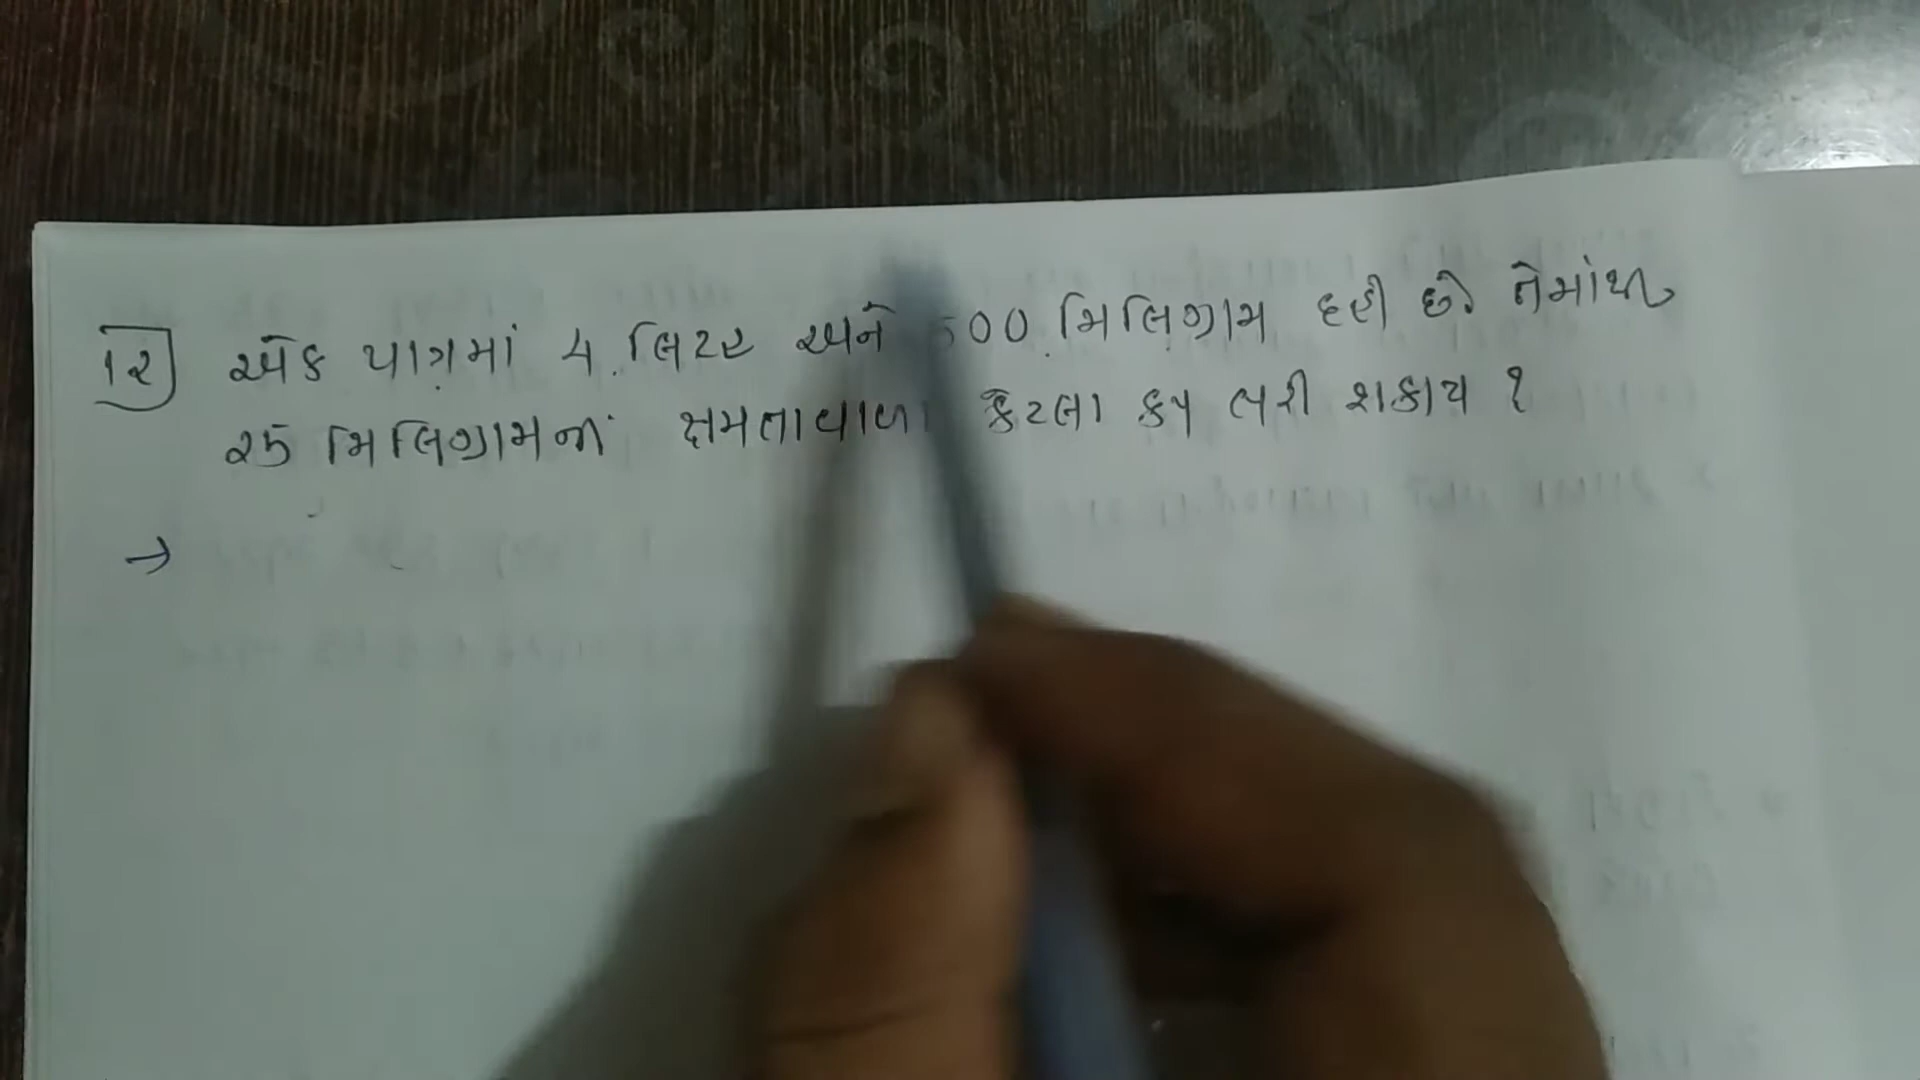 12 એક પાત્રમાં 4 લિટર અને 500 મિલિગ્રામ દહીં છે. તેમાંથી
25 મિલિગ્રામની ક્ષમતાવાળા કેટલા કપ ભરી શકાય ?
→